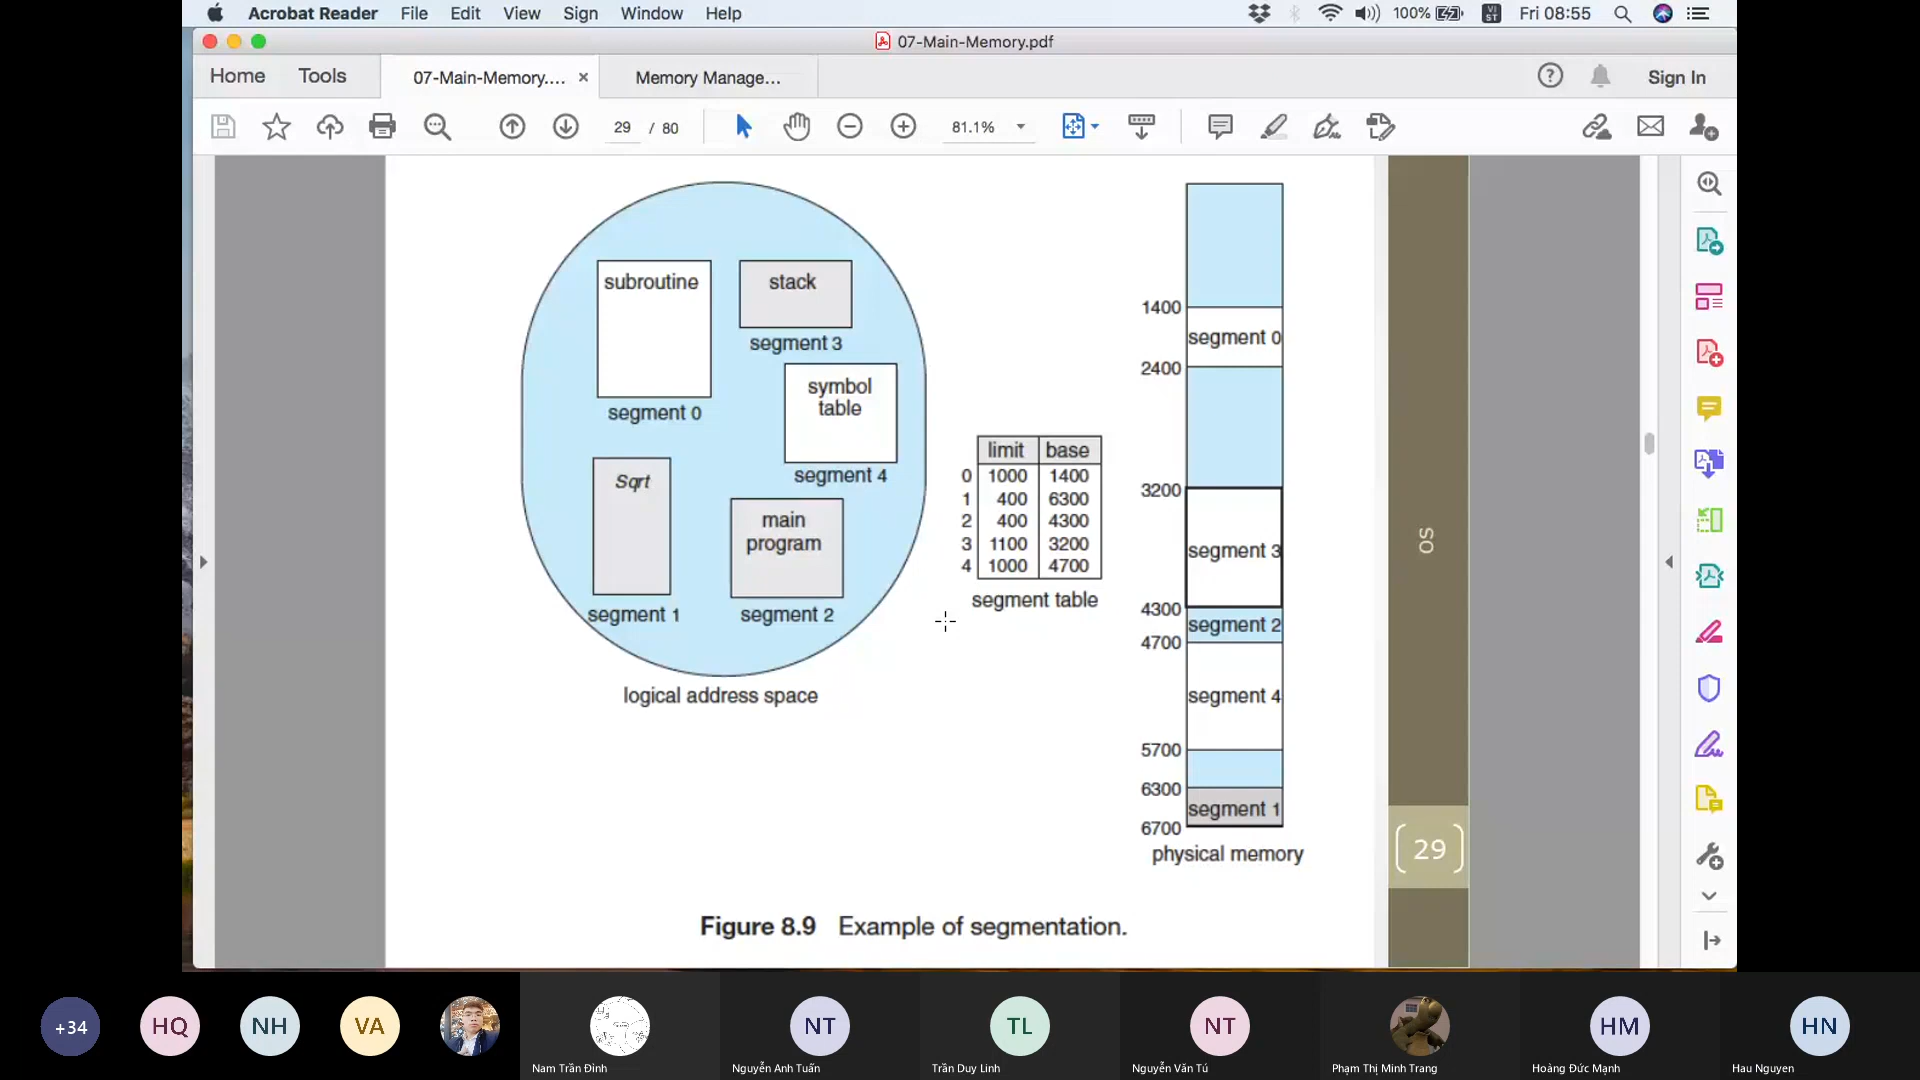 Acrobat Reader File Edit View Sign Window Help 100% VI ST Fri 08:55
07-Main-Memory.pdf
Home Tools 07-Main-Memory.... × Memory Manage... Sign In
29 / 80 81.1%
subroutine
segment 0
stack
segment 3
symbol
table
segment 4
Sqrt
segment 1
main
program
segment 2
logical address space
limit base
0 1000 1400
1 400 6300
2 400 4300
3 1100 3200
4 1000 4700
segment table
1400
segment 0
2400
3200
segment 3
4300
segment 2
4700
segment 4
5700
6300
segment 1
6700
physical memory
OS
29
Figure 8.9 Example of segmentation.
+34 HQ NH VA NT TL NT HM HN
Nam Trần Đình Nguyễn Anh Tuấn Trần Duy Linh Nguyễn Văn Tú Phạm Thị Minh Trang Hoàng Đức Mạnh Hau Nguyen